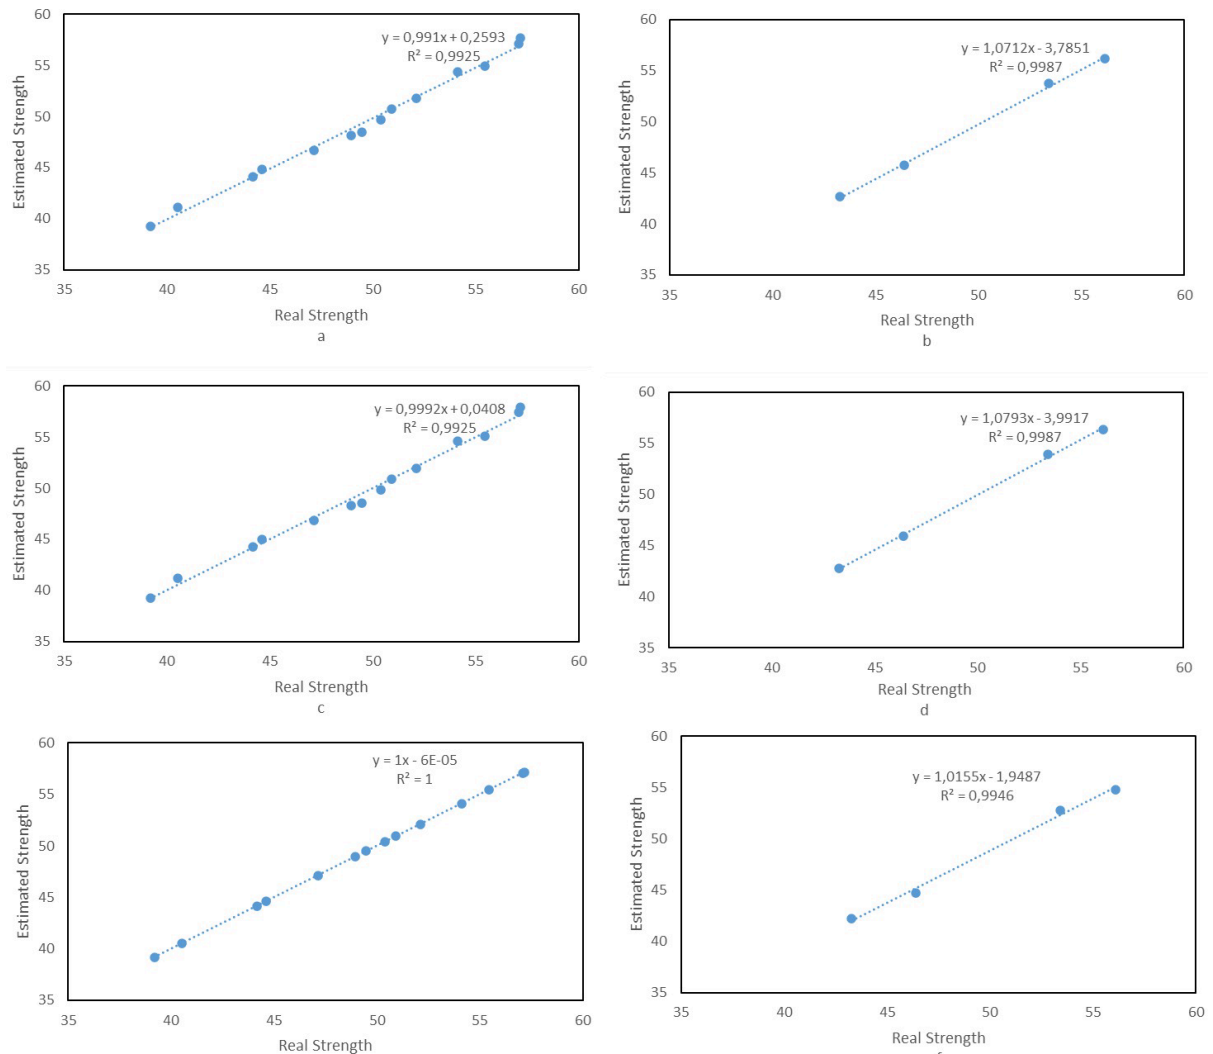 60
55
50
45
40
35
Estimated Strength
y = 0,991x + 0,2593
R² = 0,9925
35 40 45 50 55 60
Real Strength
a
60
55
50
45
40
35
Estimated Strength
y = 1,0712x - 3,7851
R² = 0,9987
35 40 45 50 55 60
Real Strength
b
60
55
50
45
40
35
Estimated Strength
y = 0,9992x + 0,0408
R² = 0,9925
35 40 45 50 55 60
Real Strength
c
60
55
50
45
40
35
Estimated Strength
y = 1,0793x - 3,9917
R² = 0,9987
35 40 45 50 55 60
Real Strength
d
60
55
50
45
40
35
Estimated Strength
y = 1x - 6E-05
R² = 1
35 40 45 50 55 60
Real Strength
60
55
50
45
40
35
Estimated Strength
y = 1,0155x - 1,9487
R² = 0,9946
35 40 45 50 55 60
Real Strength